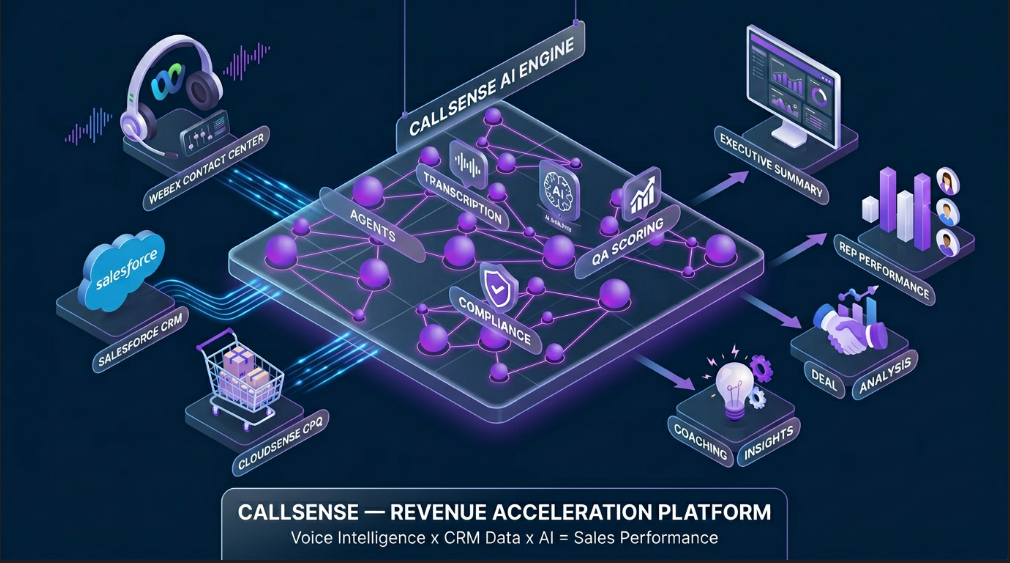 CALLSENSE AI ENGINE
WEBEX CONTACT CENTER
EXECUTIVE SUMMARY
TRANSCRIPTION
AI
AGENTS
QA SCORING
REP PERFORMANCE
salesforce
SALESFORCE CRM
COMPLIANCE
DEAL ANALYSIS
CLOUDSENSE CPQ
COACHING INSIGHTS
CALLSENSE — REVENUE ACCELERATION PLATFORM
Voice Intelligence x CRM Data x AI = Sales Performance